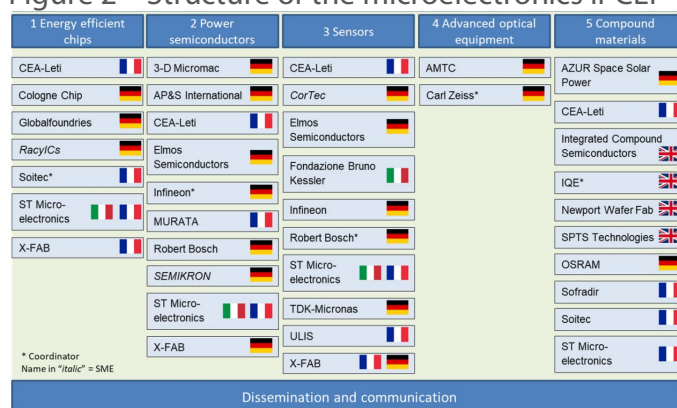 Figure 2 – Structure of the microelectronics IPCEI
1 Energy efficient
chips
CEA-Leti
Cologne Chip
Globalfoundries
RacyICs
Soitec*
ST Micro-
electronics
X-FAB
* Coordinator
Name in "italic" = SME
2 Power
semiconductors
3-D Micromac
AP&S International
CEA-Leti
Elmos
Semiconductors
Infineon*
MURATA
Robert Bosch
SEMIKRON
ST Micro-
electronics
X-FAB
3 Sensors
CEA-Leti
CorTec
Elmos
Semiconductors
Fondazione Bruno
Kessler
Infineon
Robert Bosch*
ST Micro-
electronics
TDK-Micronas
ULIS
X-FAB
4 Advanced optical
equipment
AMTC
Carl Zeiss*
5 Compound
materials
AZUR Space Solar
Power
CEA-Leti
Integrated Compound
Semiconductors
IQE*
Newport Wafer Fab
SPTS Technologies
OSRAM
Sofradir
Soitec
ST Micro-
electronics
Dissemination and communication